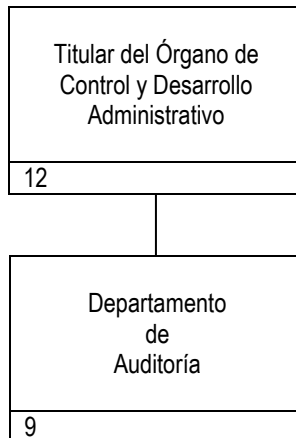 Titular del Órgano de
Control y Desarrollo
Administrativo
12
Departamento
de
Auditoría
9